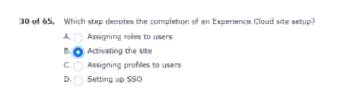 30 of 65. Which step denotes the completion of an Experience Cloud site setup?
A. Assigning roles to users
B. Activating the site
C. Assigning profiles to users
D. Setting up SSO